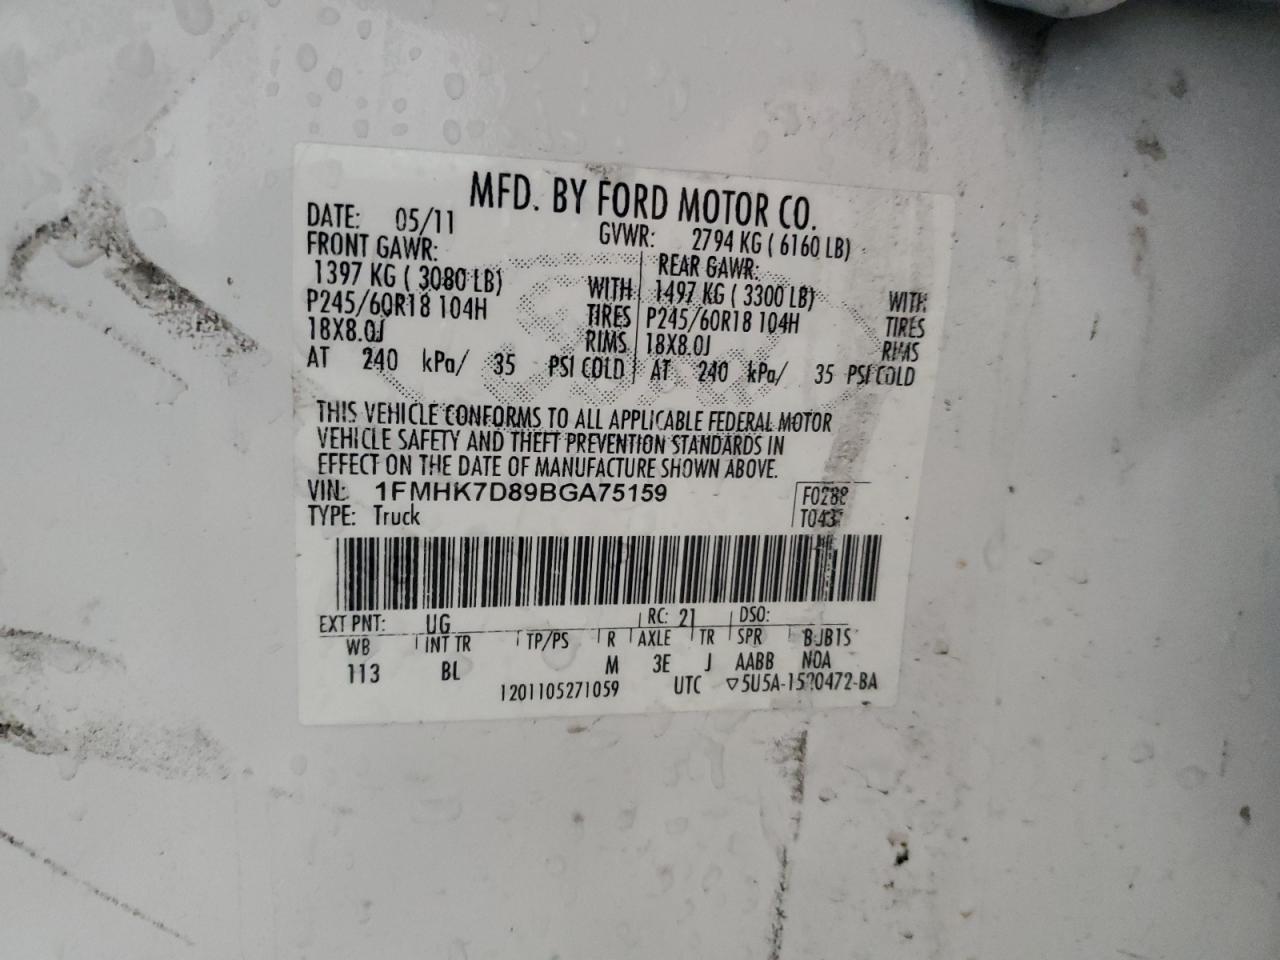 MFD. BY FORD MOTOR CO.
DATE: 05/11 GVWR: 2794 KG ( 6160 LB)
FRONT GAWR: REAR GAWR:
1397 KG ( 3080 LB) WITH 1497 KG ( 3300 LB) WITH
P245/60R18 104H TIRES P245/60R18 104H TIRES
18X8.0J RIMS 18X8.0J RIMS
AT 240 kPa/ 35 PSI COLD AT 240 kPa/ 35 PSI COLD
THIS VEHICLE CONFORMS TO ALL APPLICABLE FEDERAL MOTOR
VEHICLE SAFETY AND THEFT PREVENTION STANDARDS IN
EFFECT ON THE DATE OF MANUFACTURE SHOWN ABOVE.
VIN: 1FMHK7D89BGA75159 F0288
TYPE: Truck
EXT PNT: UG RC: 21 DSO:
WB INT TR TP/PS R AXLE TR SPR
113 BL M 3E J AABB N0A
1201105271059 UTC ▽5U5A-1520472-BA